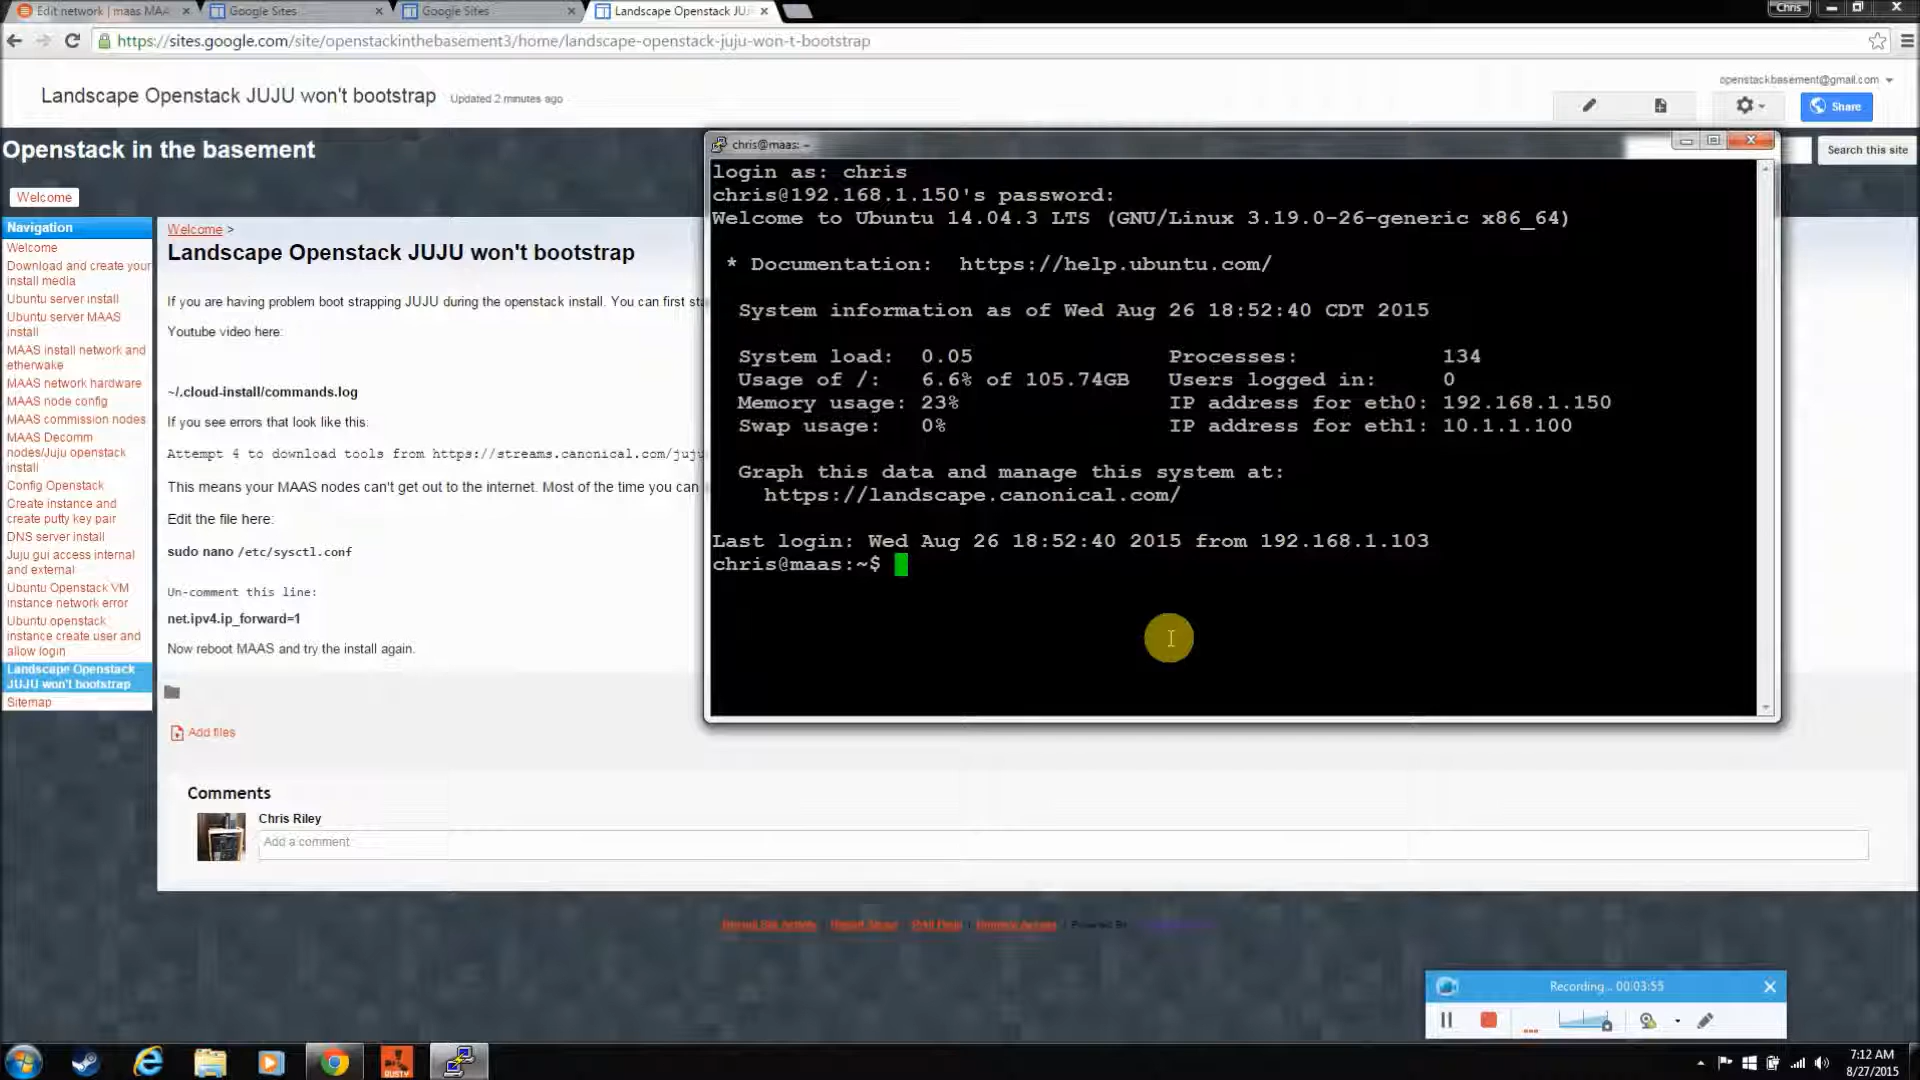 Edit network | maas MAA
Google Sites
Google Sites
Landscape Openstack JUJ
Chris
https://sites.google.com/site/openstackinthebasement3/home/landscape-openstack-juju-won-t-bootstrap
openstackbasement@gmail.com
Landscape Openstack JUJU won't bootstrap
Updated 2 minutes ago
Share
Openstack in the basement
Search this site
Welcome
Navigation
Welcome
Download and create your
install media
Ubuntu server install
Ubuntu server MAAS
install
MAAS install network and
etherwake
MAAS network hardware
MAAS node config
MAAS commission nodes
MAAS Decomm
nodes/Juju openstack
install
Config Openstack
Create instance and
create putty key pair
DNS server install
Juju gui access internal
and external
Ubuntu Openstack VM
instance network error
Ubuntu openstack
instance create user and
allow login
Landscape Openstack
JUJU won't bootstrap
Sitemap
Welcome >
Landscape Openstack JUJU won't bootstrap
If you are having problem boot strapping JUJU during the openstack install. You can first sta
Youtube video here:
~/.cloud-install/commands.log
If you see errors that look like this:
Attempt 4 to download tools from https://streams.canonical.com/juju
This means your MAAS nodes can't get out to the internet. Most of the time you can
Edit the file here:
sudo nano /etc/sysctl.conf
Un-comment this line:
net.ipv4.ip_forward=1
Now reboot MAAS and try the install again.
Add files
Comments
Chris Riley
Add a comment
chris@maas: ~
login as: chris
chris@192.168.1.150's password:
Welcome to Ubuntu 14.04.3 LTS (GNU/Linux 3.19.0-26-generic x86_64)
* Documentation:  https://help.ubuntu.com/
System information as of Wed Aug 26 18:52:40 CDT 2015
System load:  0.05 Processes: 134
Usage of /:   6.6% of 105.74GB Users logged in: 0
Memory usage: 23% IP address for eth0: 192.168.1.150
Swap usage:   0% IP address for eth1: 10.1.1.100
Graph this data and manage this system at:
https://landscape.canonical.com/
Last login: Wed Aug 26 18:52:40 2015 from 192.168.1.103
chris@maas:~$
Recent Site Activity | Report Abuse | Print Page | Remove Access | Powered By
Recording... 00:03:55
7:12 AM
8/27/2015